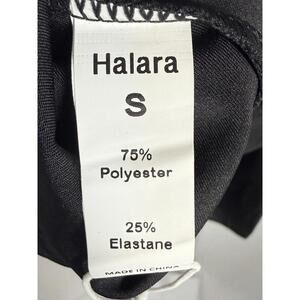 Halara
S
75%
Polyester
25%
Elastane
MADE IN CHINA